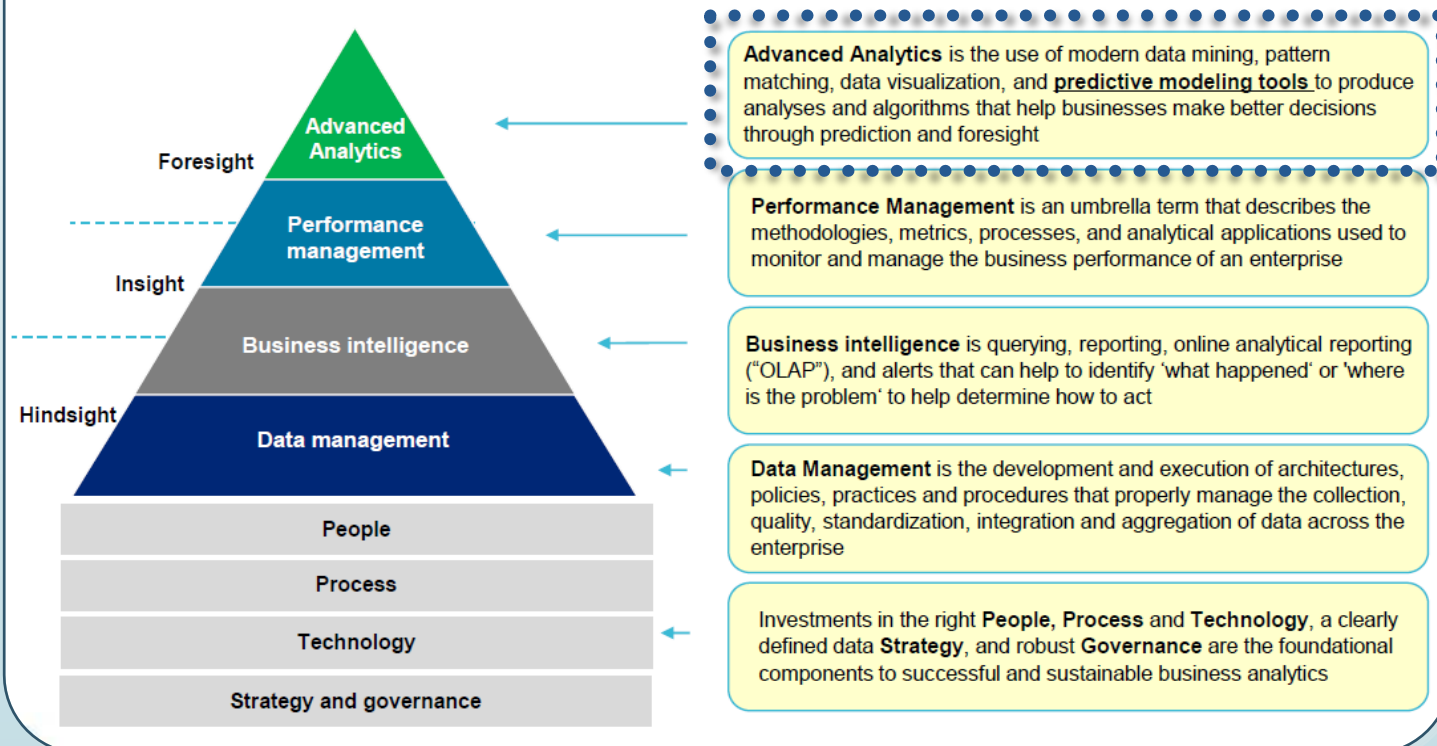 Advanced
Analytics
Foresight
Performance
management
Insight
Business intelligence
Hindsight
Data management
People
Process
Technology
Strategy and governance
Advanced Analytics is the use of modern data mining, pattern
matching, data visualization, and predictive modeling tools to produce
analyses and algorithms that help businesses make better decisions
through prediction and foresight
Performance Management is an umbrella term that describes the
methodologies, metrics, processes, and analytical applications used to
monitor and manage the business performance of an enterprise
Business intelligence is querying, reporting, online analytical reporting
(“OLAP”), and alerts that can help to identify ‘what happened‘ or 'where
is the problem‘ to help determine how to act
Data Management is the development and execution of architectures,
policies, practices and procedures that properly manage the collection,
quality, standardization, integration and aggregation of data across the
enterprise
Investments in the right People, Process and Technology, a clearly
defined data Strategy, and robust Governance are the foundational
components to successful and sustainable business analytics